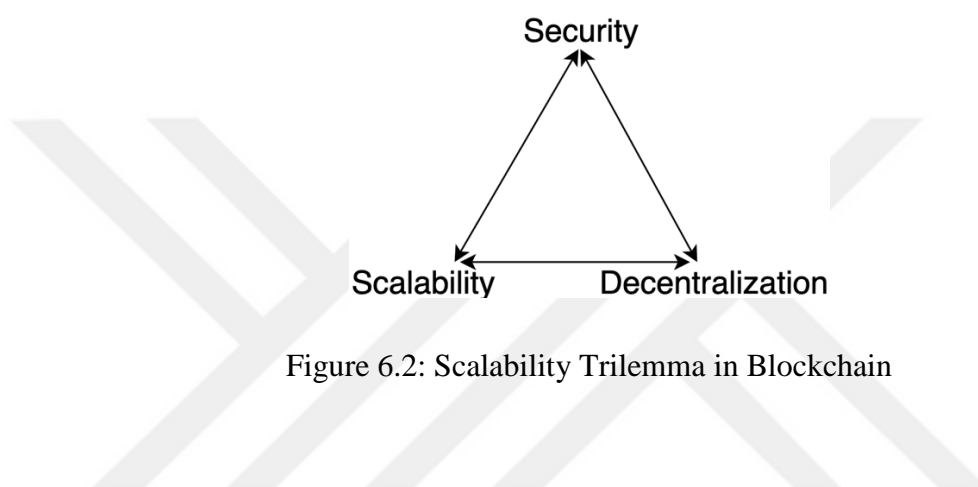 Security
Scalability Decentralization
Figure 6.2: Scalability Trilemma in Blockchain